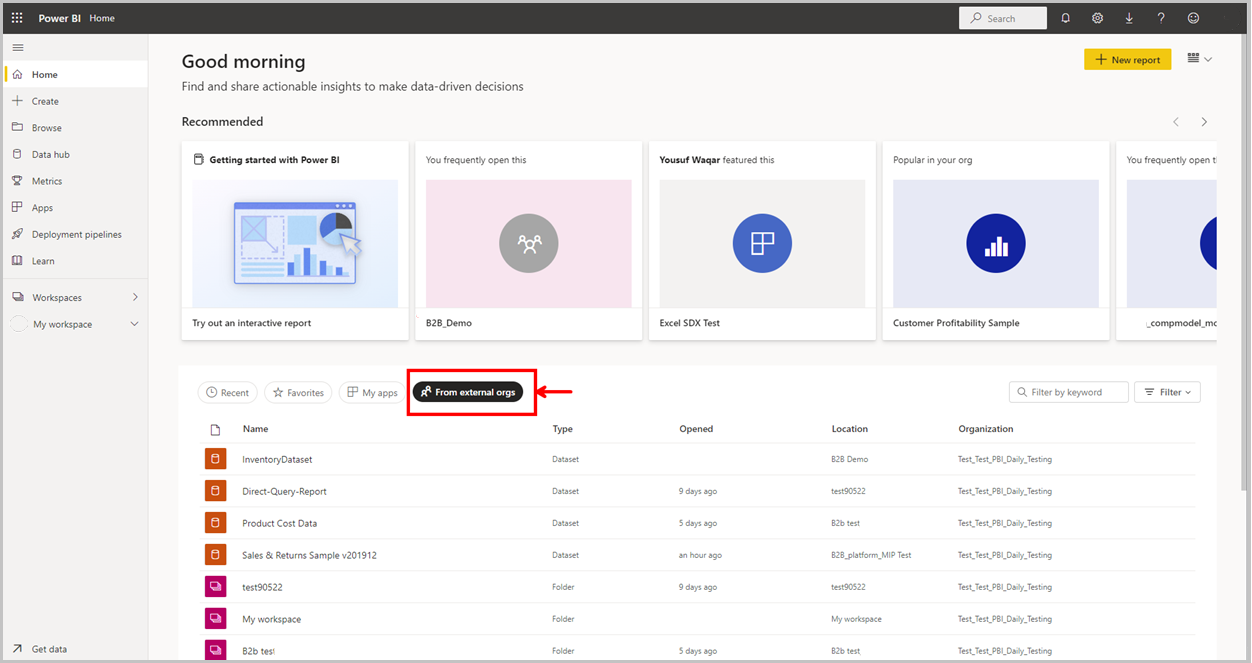 Power BI Home
Search
Home
Create
Browse
Data hub
Metrics
Apps
Deployment pipelines
Learn
Workspaces
My workspace
Get data
Good morning
New report
Find and share actionable insights to make data-driven decisions
Recommended
Getting started with Power BI
Try out an interactive report
You frequently open this
B2B_Demo
Yousuf Waqar featured this
Excel SDX Test
Popular in your org
Customer Profitability Sample
You frequently open
_compmodel_mo
Recent
Favorites
My apps
From external orgs
Filter by keyword
Filter
Name Type Opened Location Organization
InventoryDataset Dataset B2B Demo Test_Test_PBI_Daily_Testing
Direct-Query-Report Dataset 9 days ago test90522 Test_Test_PBI_Daily_Testing
Product Cost Data Dataset 5 days ago B2b test Test_Test_PBI_Daily_Testing
Sales & Returns Sample v201912 Dataset an hour ago B2B_platform_MIP Test Test_Test_PBI_Daily_Testing
test90522 Folder 9 days ago test90522 Test_Test_PBI_Daily_Testing
My workspace Folder My workspace Test_Test_PBI_Daily_Testing
B2b test Folder 5 days ago B2b test Test_Test_PBI_Daily_Testing